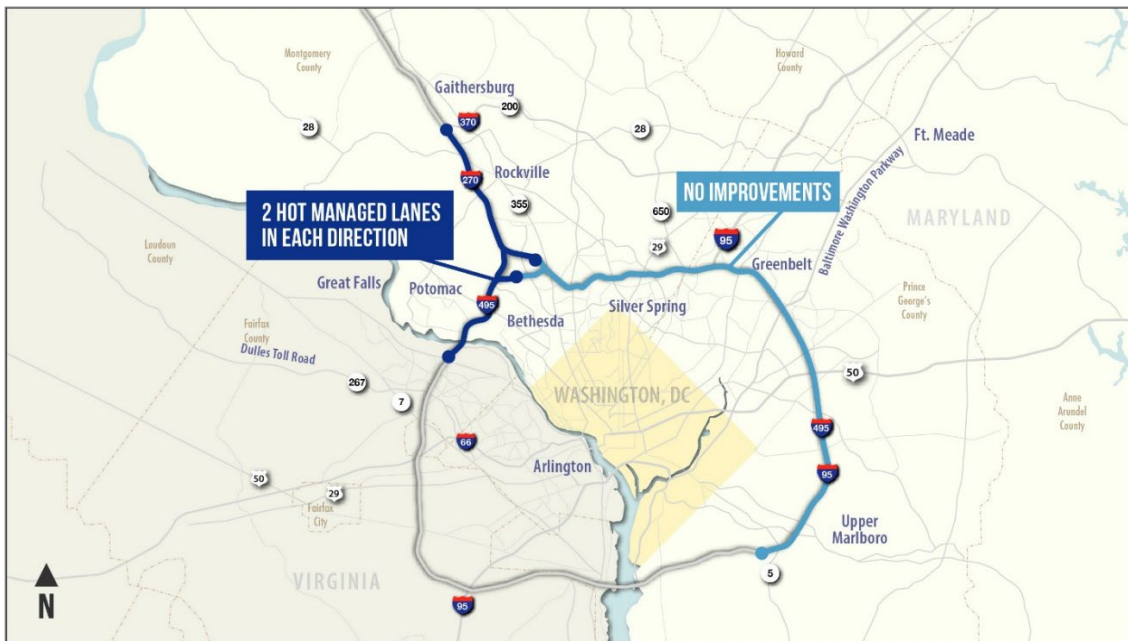 Montgomery
County
Howard
County
Gaithersburg
200
370
28
28
Ft. Meade
Rockville
270
NO IMPROVEMENTS
355
650
2 HOT MANAGED LANES
IN EACH DIRECTION
MARYLAND
Baltimore Washington Parkway
29
95
Loudoun
County
Greenbelt
Great Falls
Potomac
Prince
George's
County
495
Silver Spring
Bethesda
Fairfax
County
Dulles Toll Road
267
50
WASHINGTON, DC
7
Anne
Arundel
County
495
66
Arlington
95
50
29
Fairfax
City
Upper
Marlboro
VIRGINIA
5
N
95